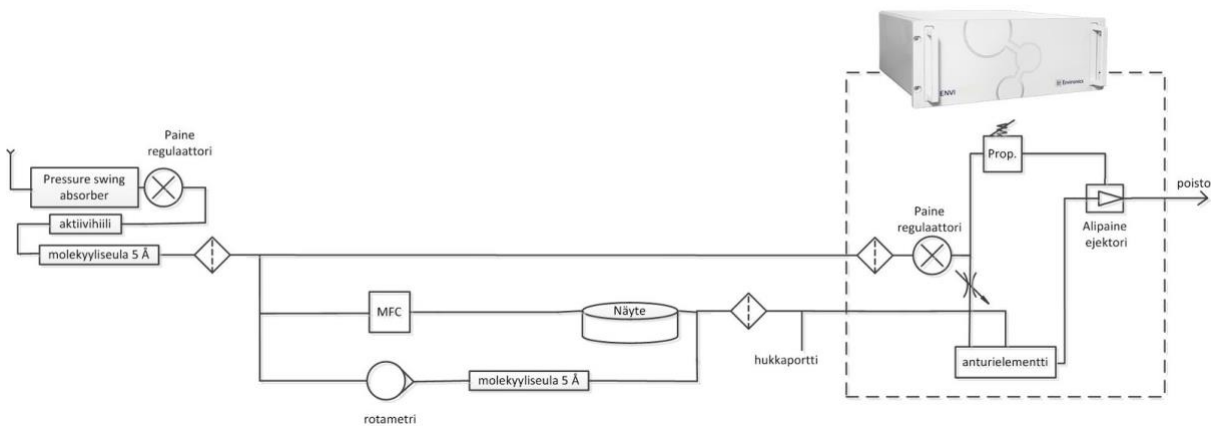 ENVI
Environics
Paine
regulaattori
Pressure swing
absorber
aktiivihiili
molekyyliseula 5 Å
MFC
Näyte
rotametri
molekyyliseula 5 Å
hukkaportti
Paine
regulaattori
Prop.
poisto
Alipaine
ejektori
anturielementti